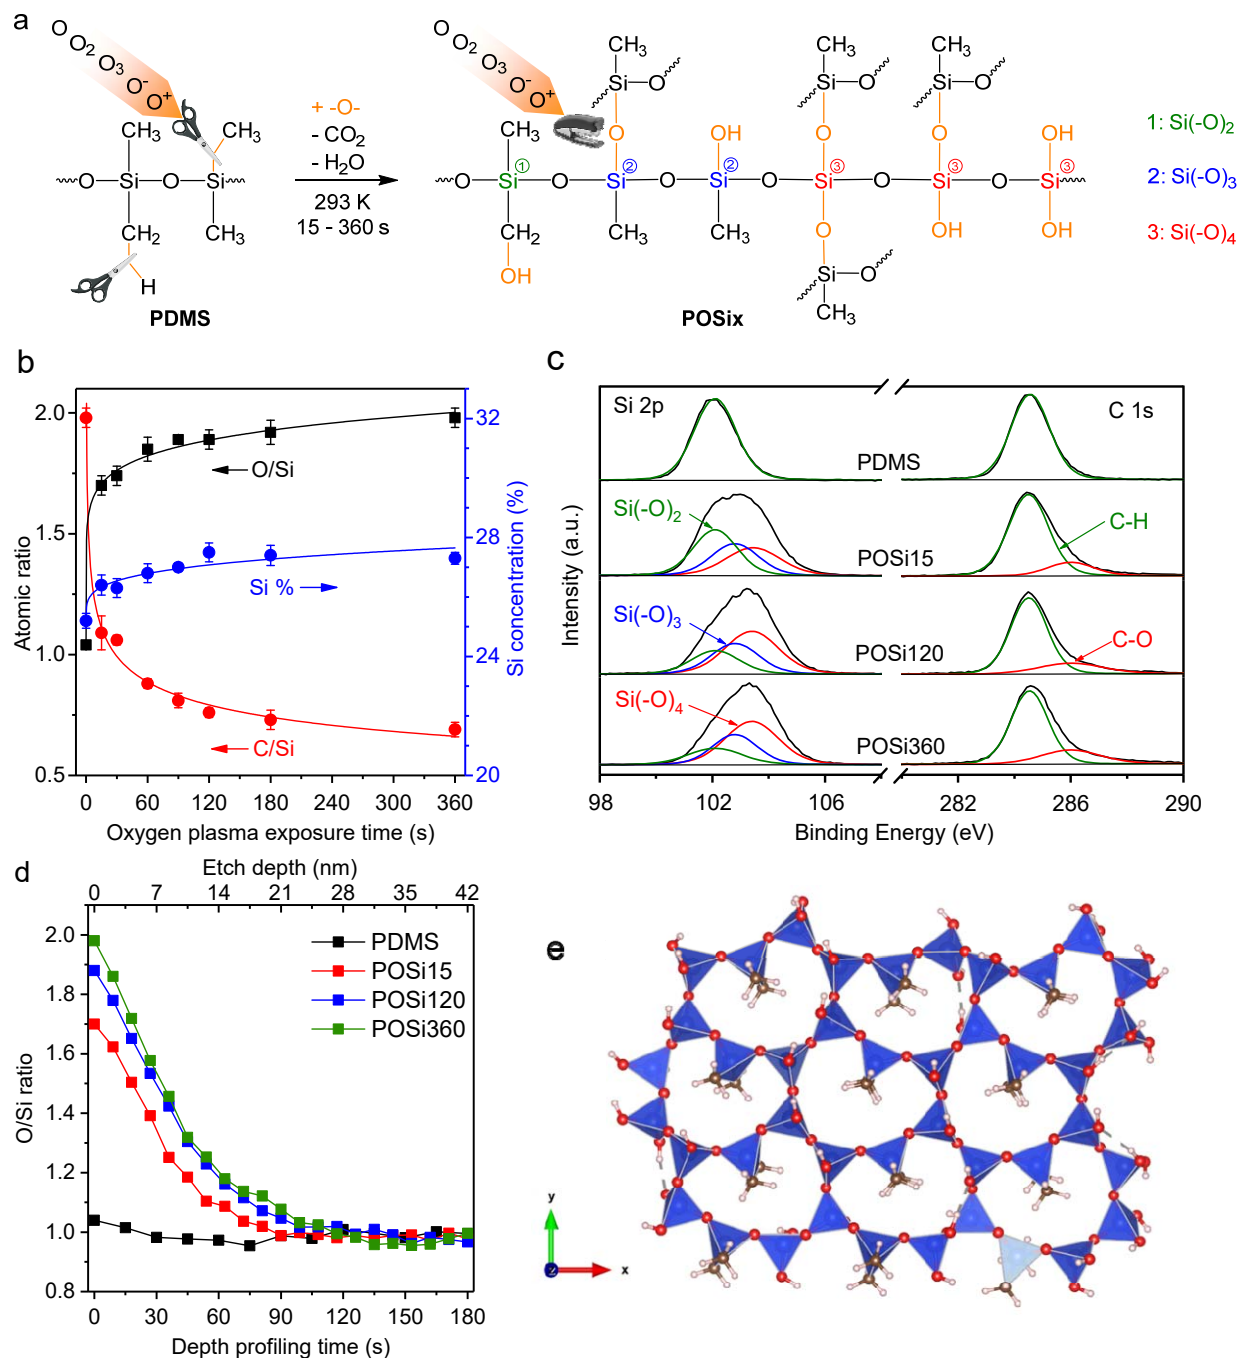 a
O
O2
O3
O-
O+
CH3
CH3
O
Si
O
Si
CH2
CH3
H
PDMS
+ -O-
- CO2
- H2O
293 K
15 - 360 s
O
O2
O3
O-
O+
CH3 CH3 CH3
Si O Si O Si O
CH3 O OH O O OH
O Si① O Si② O Si② O Si③ O Si③ O Si③
CH2 CH3 CH3 O OH OH
OH Si O
CH3
POSix
1: Si(-O)2
2: Si(-O)3
3: Si(-O)4
b
Atomic ratio
2.0
1.5
1.0
0.5
O/Si
Si %
C/Si
32
28
24
20
Si concentration (%)
0 60 120 180 240 300 360
Oxygen plasma exposure time (s)
c
Intensity (a.u.)
Si 2p
C 1s
PDMS
Si(-O)2
C-H
POSi15
Si(-O)3
C-O
POSi120
Si(-O)4
POSi360
98 102 106 282 286 290
Binding Energy (eV)
d
Etch depth (nm)
0 7 14 21 28 35 42
O/Si ratio
2.0
1.8
1.6
1.4
1.2
1.0
0.8
PDMS
POSi15
POSi120
POSi360
0 30 60 90 120 150 180
Depth profiling time (s)
e
y
z
x